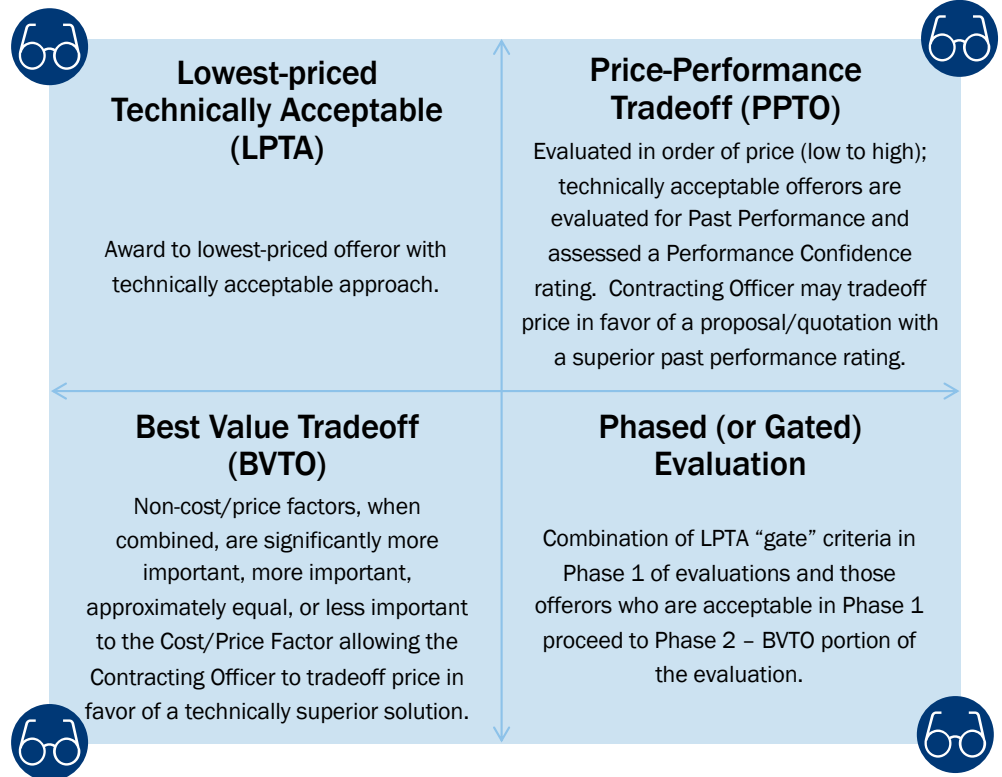 Lowest-priced
Technically Acceptable
(LPTA)
Award to lowest-priced offeror with
technically acceptable approach.
Price-Performance
Tradeoff (PPTO)
Evaluated in order of price (low to high);
technically acceptable offerors are
evaluated for Past Performance and
assessed a Performance Confidence
rating.  Contracting Officer may tradeoff
price in favor of a proposal/quotation with
a superior past performance rating.
Best Value Tradeoff
(BVTO)
Non-cost/price factors, when
combined, are significantly more
important, more important,
approximately equal, or less important
to the Cost/Price Factor allowing the
Contracting Officer to tradeoff price in
favor of a technically superior solution.
Phased (or Gated)
Evaluation
Combination of LPTA “gate” criteria in
Phase 1 of evaluations and those
offerors who are acceptable in Phase 1
proceed to Phase 2 – BVTO portion of
the evaluation.